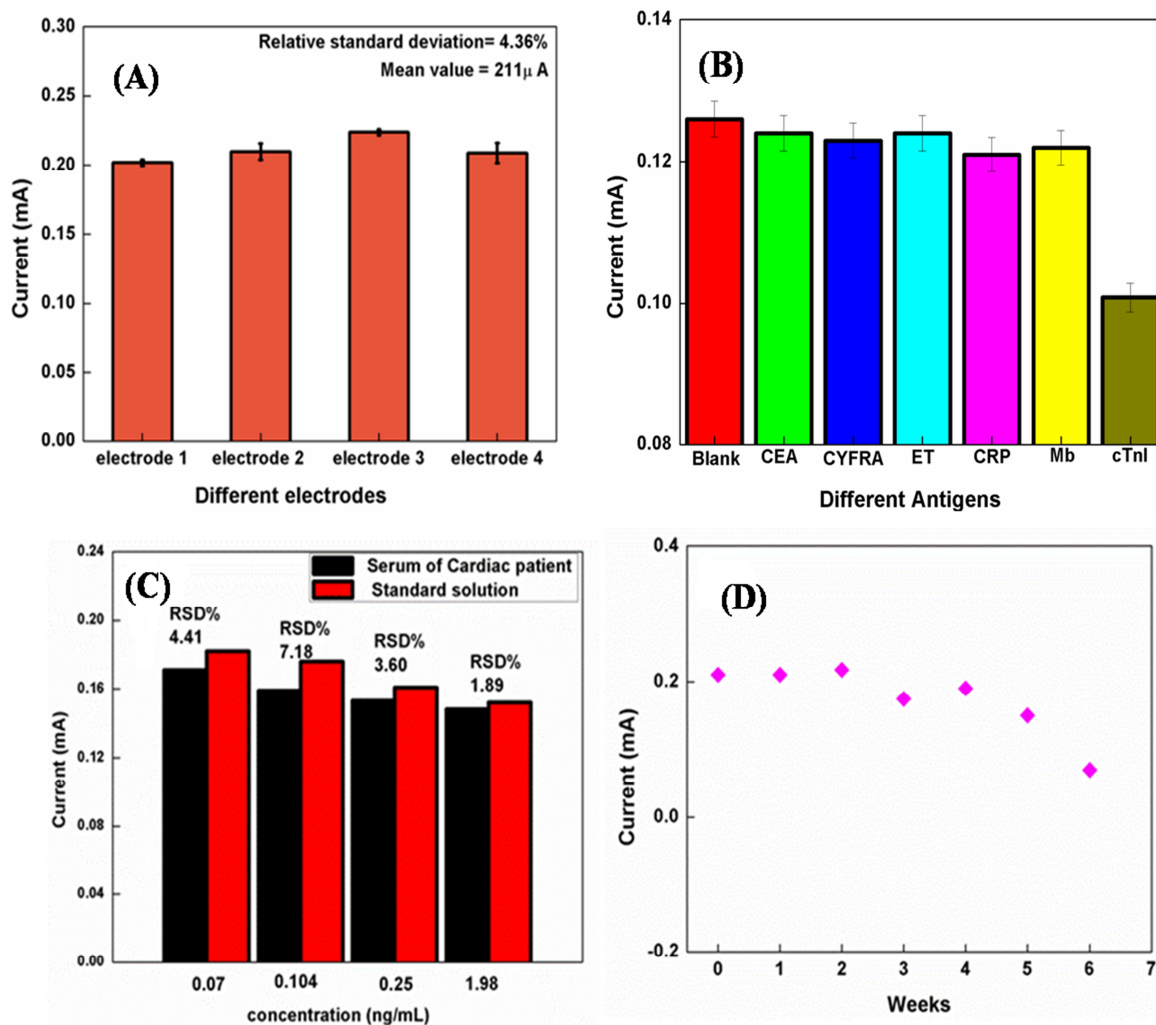 (A)
Relative standard deviation= 4.36%
Mean value = 211μ A
0.30
0.25
0.20
0.15
0.10
0.05
0.00
Current (mA)
electrode 1 electrode 2 electrode 3 electrode 4
Different electrodes
(B)
0.14
0.12
0.10
0.08
Current (mA)
Blank CEA CYFRA ET CRP Mb cTnI
Different Antigens
(C)
Serum of Cardiac patient
Standard solution
0.24
0.20
0.16
0.12
0.08
0.04
0.00
Current (mA)
RSD%
4.41
RSD%
7.18
RSD%
3.60
RSD%
1.89
0.07 0.104 0.25 1.98
concentration (ng/mL)
(D)
0.4
0.2
0.0
-0.2
Current (mA)
0 1 2 3 4 5 6 7
Weeks